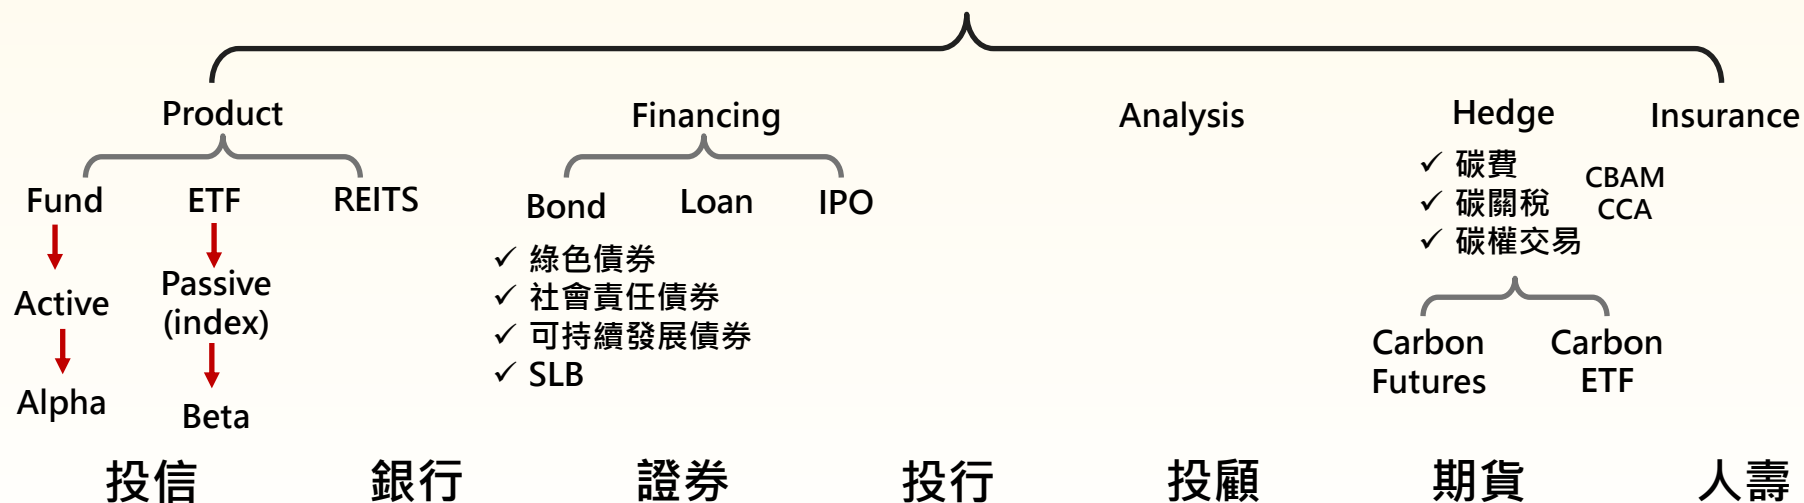 Product
Financing
Analysis
Hedge
Insurance
Fund
ETF
REITS
Active
Passive
(index)
Alpha
Beta
Bond
Loan
IPO
✓ 綠色債券
✓ 社會責任債券
✓ 可持續發展債券
✓ SLB
✓ 碳費
✓ 碳關稅
✓ 碳權交易
CBAM
CCA
Carbon
Futures
Carbon
ETF
投信 銀行 證券 投行 投顧 期貨 人壽